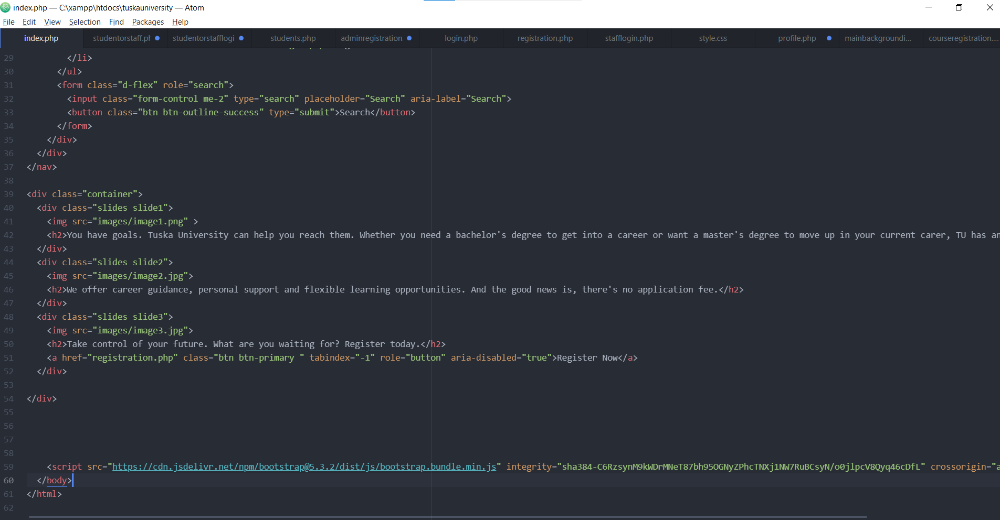 index.php — C:\xampp\htdocs\tuskauniversity — Atom
File Edit View Selection Find Packages Help
index.php studentorstaff.ph studentorstafflogi students.php adminregistration. login.php registration.php stafflogin.php style.css profile.php mainbackgroundi... courseregistration....
29 </li>
30 </ul>
31 <form class="d-flex" role="search">
32 <input class="form-control me-2" type="search" placeholder="Search" aria-label="Search">
33 <button class="btn btn-outline-success" type="submit">Search</button>
34 </form>
35 </div>
36 </div>
37 </nav>
38
39 <div class="container">
40 <div class="slides slide1">
41 <img src="images/image1.png" >
42 <h2>You have goals. Tuska University can help you reach them. Whether you need a bachelor's degree to get into a career or want a master's degree to move up in your current carer, TU has an
43 </div>
44 <div class="slides slide2">
45 <img src="images/image2.jpg">
46 <h2>We offer career guidance, personal support and flexible learning opportunities. And the good news is, there's no application fee.</h2>
47 </div>
48 <div class="slides slide3">
49 <img src="images/image3.jpg">
50 <h2>Take control of your future. What are you waiting for? Register today.</h2>
51 <a href="registration.php" class="btn btn-primary " tabindex="-1" role="button" aria-disabled="true">Register Now</a>
52 </div>
53
54 </div>
55
56
57
58
59 <script src="https://cdn.jsdelivr.net/npm/bootstrap@5.3.2/dist/js/bootstrap.bundle.min.js" integrity="sha384-C6RzsynM9kWDrMNeT87bh95OGNyZPhcTNXj1NW7RuBCsyN/o0jlpcV8Qyq46cDfL" crossorigin="a
60 </body>
61 </html>
62